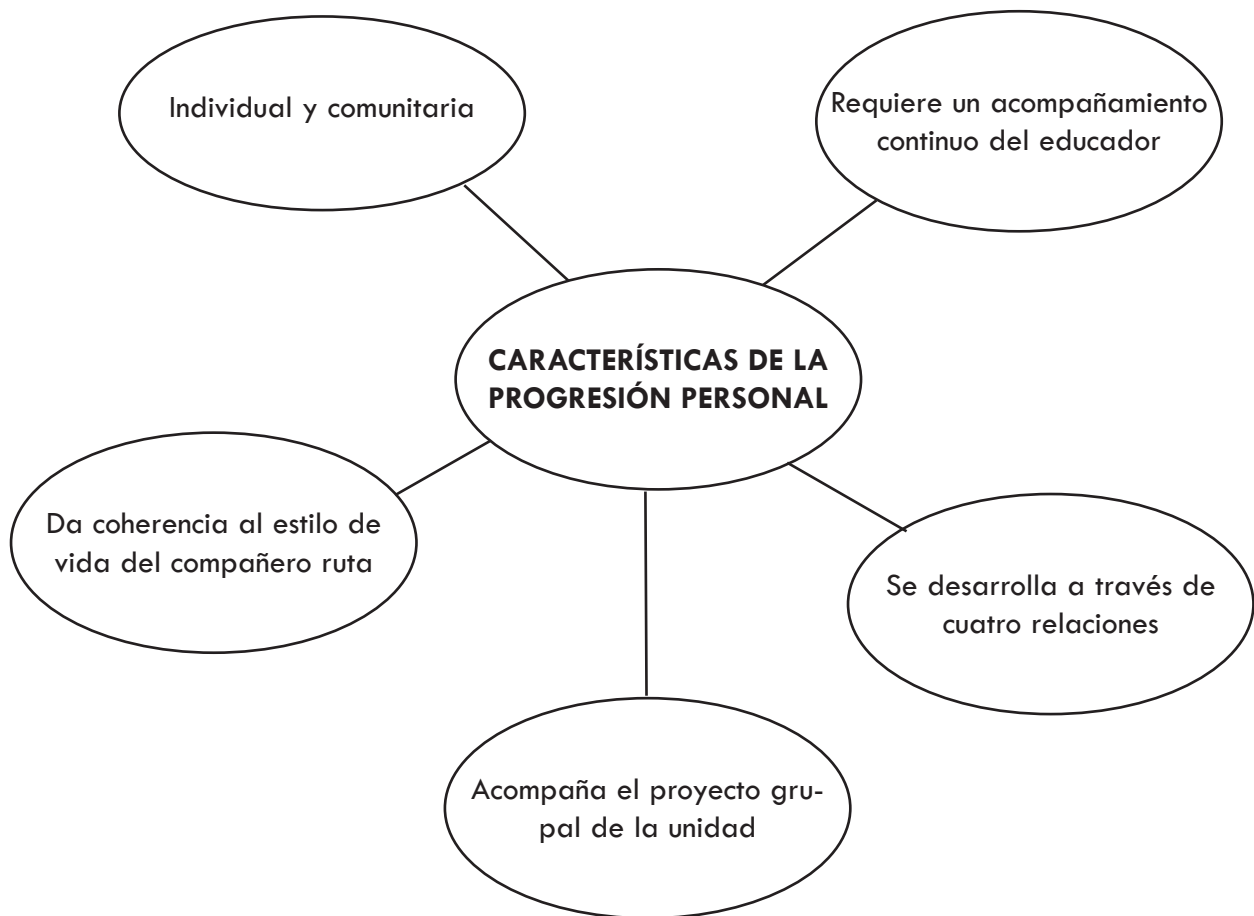 Individual y comunitaria
Requiere un acompañamiento
continuo del educador
CARACTERÍSTICAS DE LA
PROGRESIÓN PERSONAL
Da coherencia al estilo de
vida del compañero ruta
Se desarrolla a través de
cuatro relaciones
Acompaña el proyecto gru-
pal de la unidad